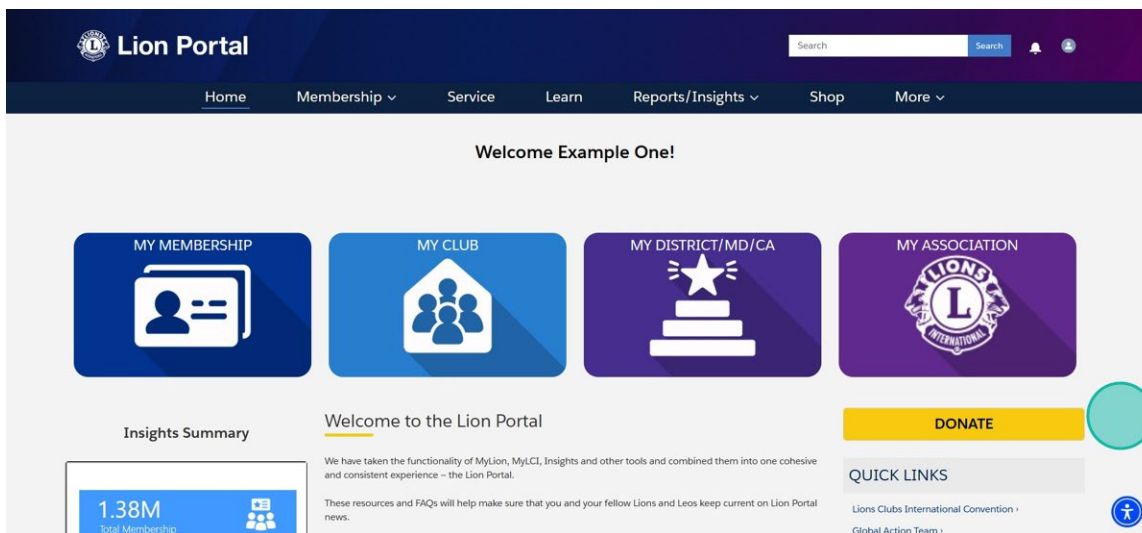 Lion Portal
Search
Search
Home
Membership
Service
Learn
Reports/Insights
Shop
More
Welcome Example One!
MY MEMBERSHIP
MY CLUB
MY DISTRICT/MD/CA
MY ASSOCIATION
LIONS
L
INTERNATIONAL
Insights Summary
1.38M
Total Membership
Welcome to the Lion Portal
We have taken the functionality of MyLion, MyLCI, Insights and other tools and combined them into one cohesive
and consistent experience – the Lion Portal.
These resources and FAQs will help make sure that you and your fellow Lions and Leos keep current on Lion Portal
news.
DONATE
QUICK LINKS
Lions Clubs International Convention ›
Global Action Team ›